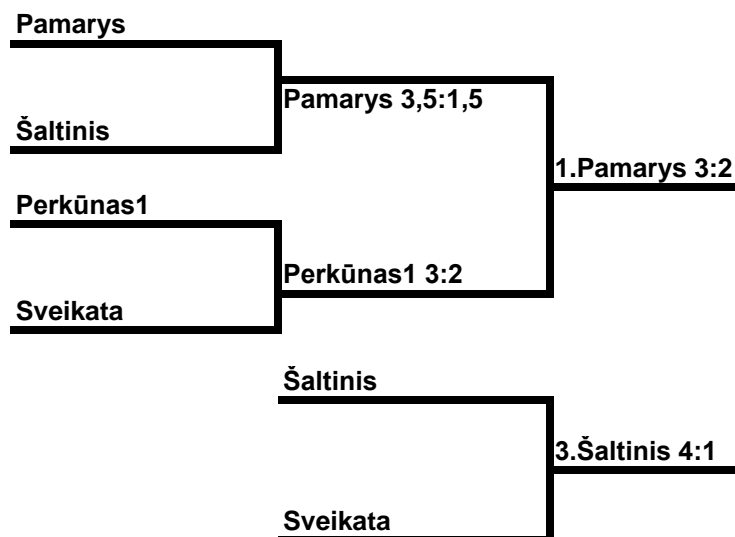 Pamarys
Pamarys 3,5:1,5
Šaltinis
1.Pamarys 3:2
Perkūnas1
Perkūnas1 3:2
Sveikata
Šaltinis
3.Šaltinis 4:1
Sveikata